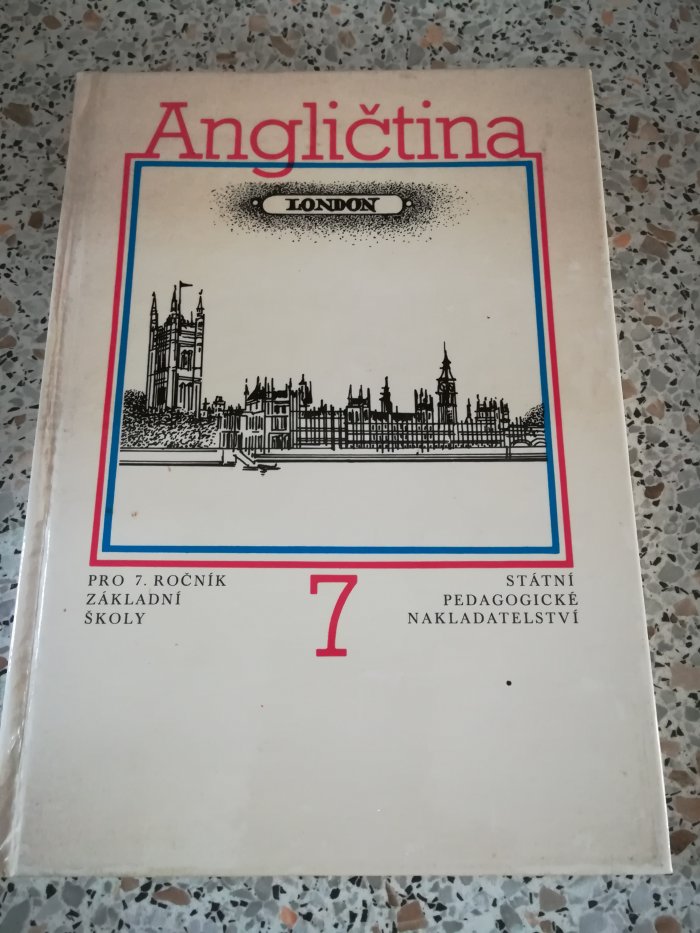 Angličtina
LONDON
PRO 7. ROČNÍK
ZÁKLADNÍ
ŠKOLY
7
STÁTNÍ
PEDAGOGICKÉ
NAKLADATELSTVÍ